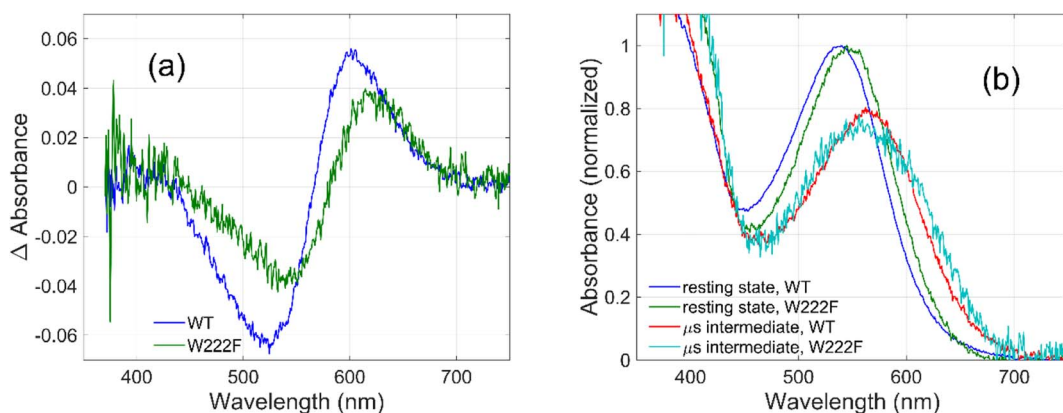 (a)
Δ Absorbance
0.06
0.04
0.02
0
-0.02
-0.04
-0.06
WT
W222F
400
500
600
700
Wavelength (nm)
(b)
Absorbance (normalized)
1
0.8
0.6
0.4
0.2
0
resting state, WT
resting state, W222F
μs intermediate, WT
μs intermediate, W222F
400
500
600
700
Wavelength (nm)